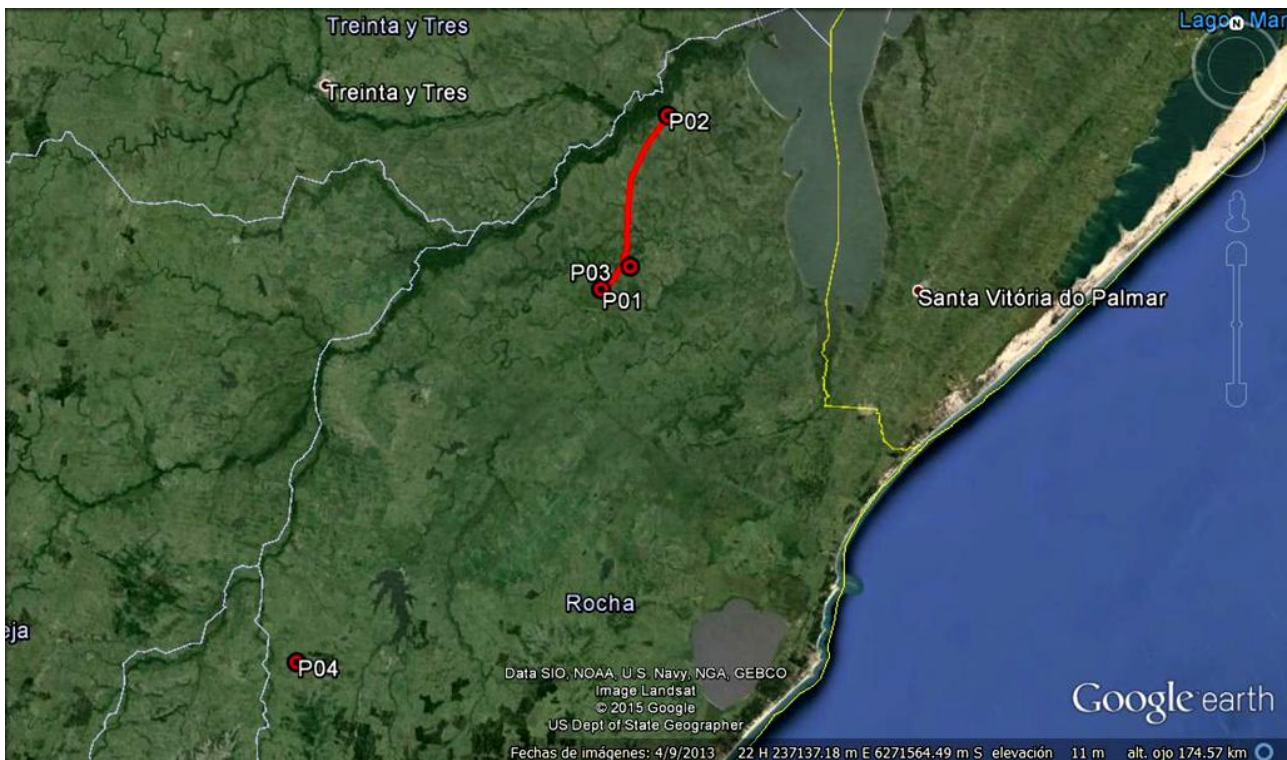 Treinta y Tres
Lagoa Mar
N
Treinta y Tres
P02
P03
P01
Santa Vitória do Palmar
Rocha
eja
P04
Data SIO, NOAA, U.S. Navy, NGA, GEBCO
Image Landsat
© 2015 Google
US Dept of State Geographer
Google earth
Fechas de imágenes: 4/9/2013 22 H 237137.18 m E 6271564.49 m S elevación 11 m alt. ojo 174.57 km